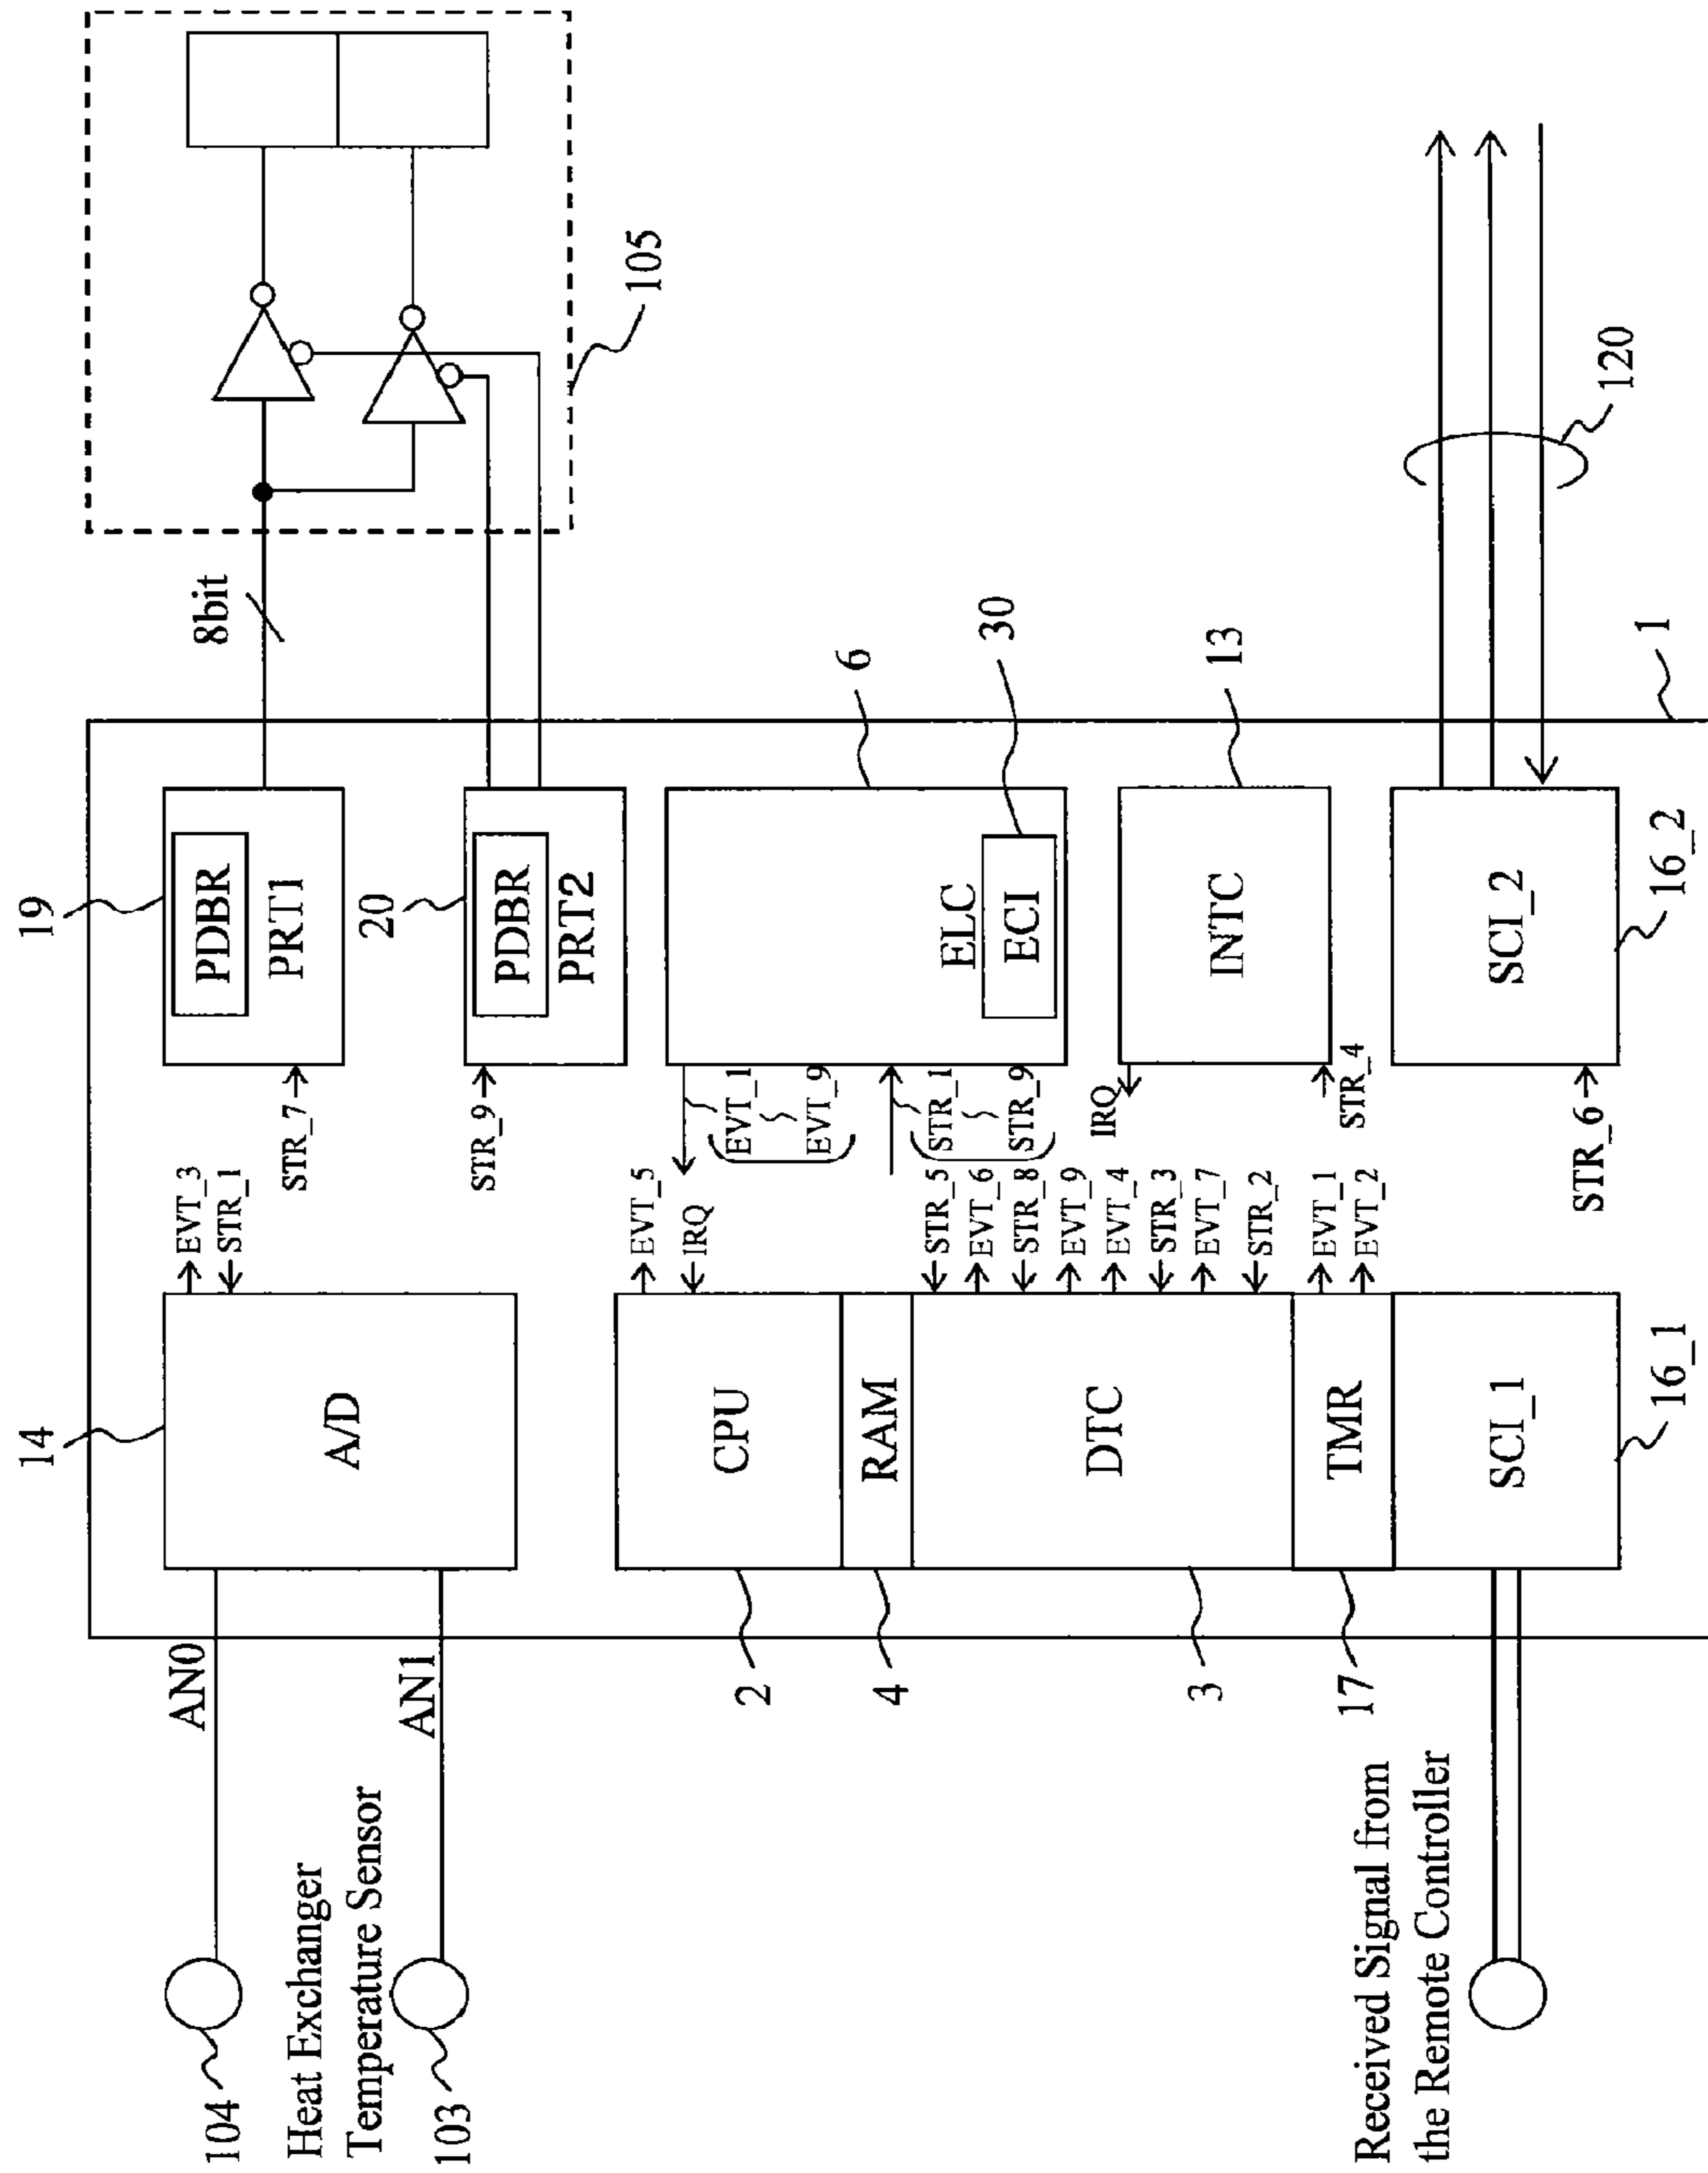 104
Heat Exchanger
Temperature Sensor
103
AN0
AN1
14
A/D
EVT_3
STR_1
19
PDBR
PRT1
STR_7
8bit
20
PDBR
PRT2
STR_9
105
2
CPU
EVT_5
IRQ
4
RAM
3
DTC
STR_5
EVT_6
STR_8
EVT_9
EVT_4
STR_3
EVT_7
STR_2
17
TMR
EVT_1
EVT_2
EVT_1
EVT_9
STR_1
STR_9
6
ELC
ECI
30
IRQ
INTC
13
STR_4
Received Signal from
the Remote Controller
SCI_1
16_1
STR_6
SCI_2
16_2
1
120